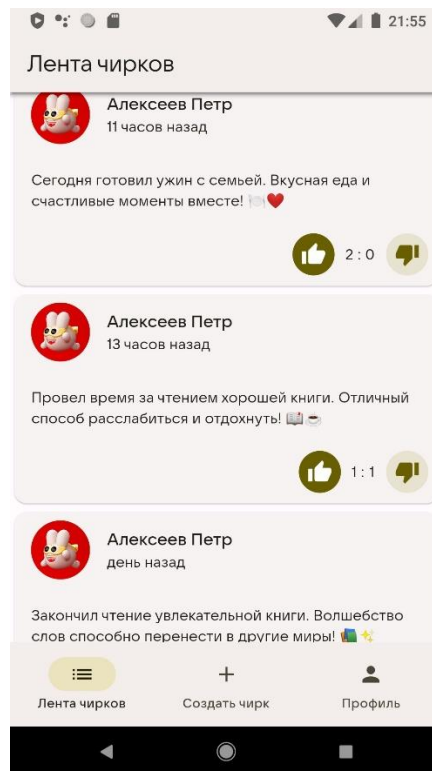 21:55
Лента чирков
Алексеев Петр
11 часов назад
Сегодня готовил ужин с семьей. Вкусная еда и
счастливые моменты вместе! 🍽️❤️
2 : 0
Алексеев Петр
13 часов назад
Провел время за чтением хорошей книги. Отличный
способ расслабиться и отдохнуть! 📖☕
1 : 1
Алексеев Петр
день назад
Закончил чтение увлекательной книги. Волшебство
слов способно перенести в другие миры! 📚✨
Лента чирков
Создать чирк
Профиль